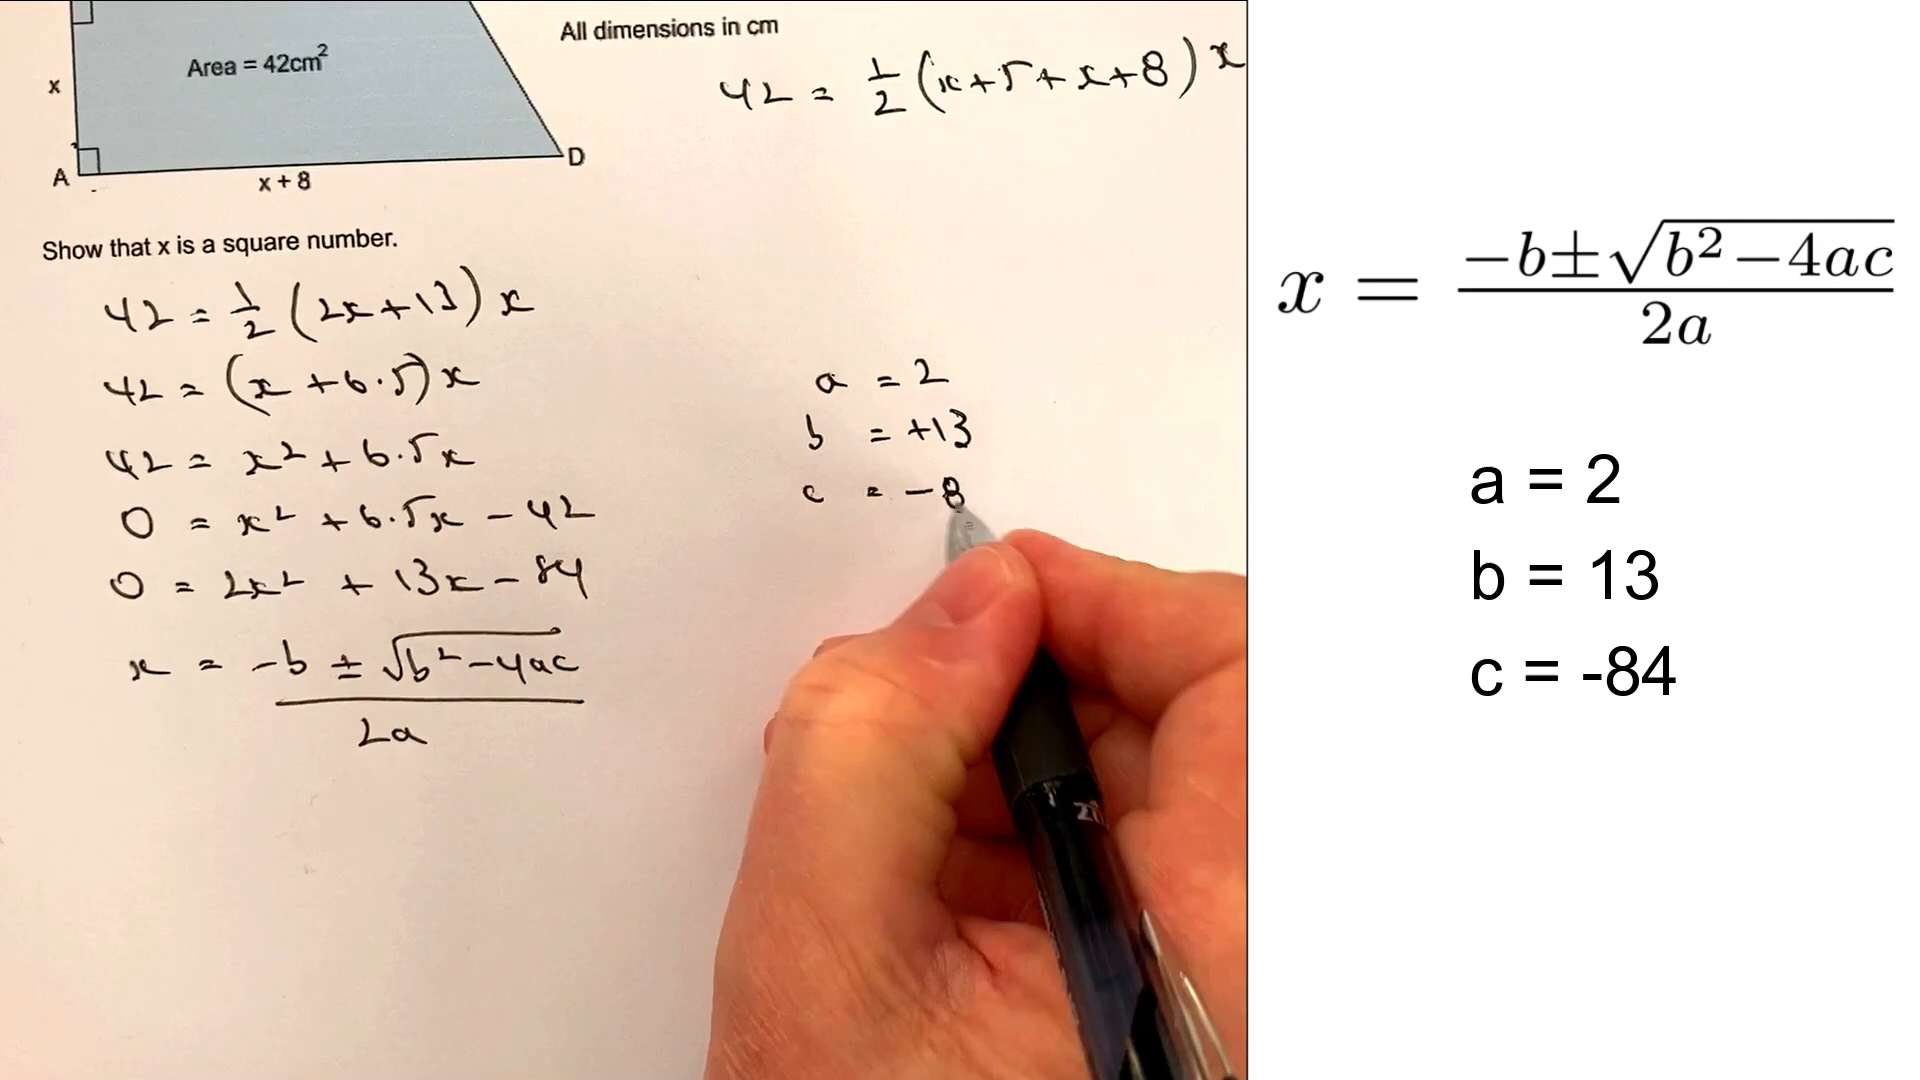 All dimensions in cm
Area = 42cm²
x
A
D
x + 8
42 = 1/2 (x+5+x+8) x
Show that x is a square number.
42 = 1/2 (2x+13) x
42 = (x +6.5) x
42 = x² + 6.5x
0 = x² + 6.5x - 42
0 = 2x² + 13x - 84
x = -b ± √b² -4ac
2a
a = 2
b = +13
c = -8
x = -b±√b²-4ac
2a
a = 2
b = 13
c = -84